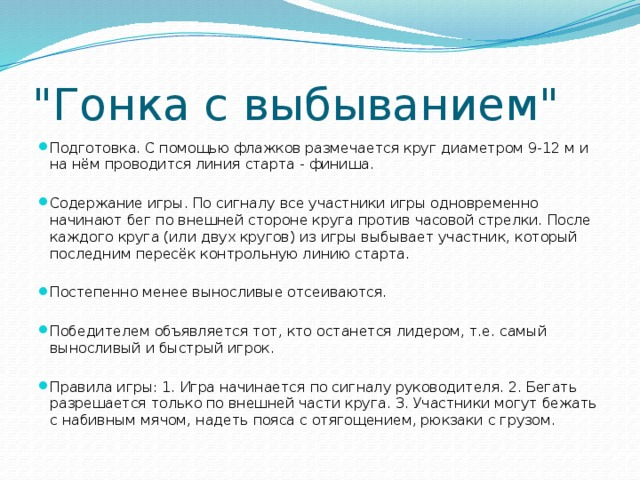 "Гонка с выбыванием"
Подготовка. С помощью флажков размечается круг диаметром 9-12 м и
на нём проводится линия старта - финиша.
Содержание игры. По сигналу все участники игры одновременно
начинают бег по внешней стороне круга против часовой стрелки. После
каждого круга (или двух кругов) из игры выбывает участник, который
последним пересёк контрольную линию старта.
Постепенно менее выносливые отсеиваются.
Победителем объявляется тот, кто останется лидером, т.е. самый
выносливый и быстрый игрок.
Правила игры: 1. Игра начинается по сигналу руководителя. 2. Бегать
разрешается только по внешней части круга. 3. Участники могут бежать
с набивным мячом, надеть пояса с отягощением, рюкзаки с грузом.